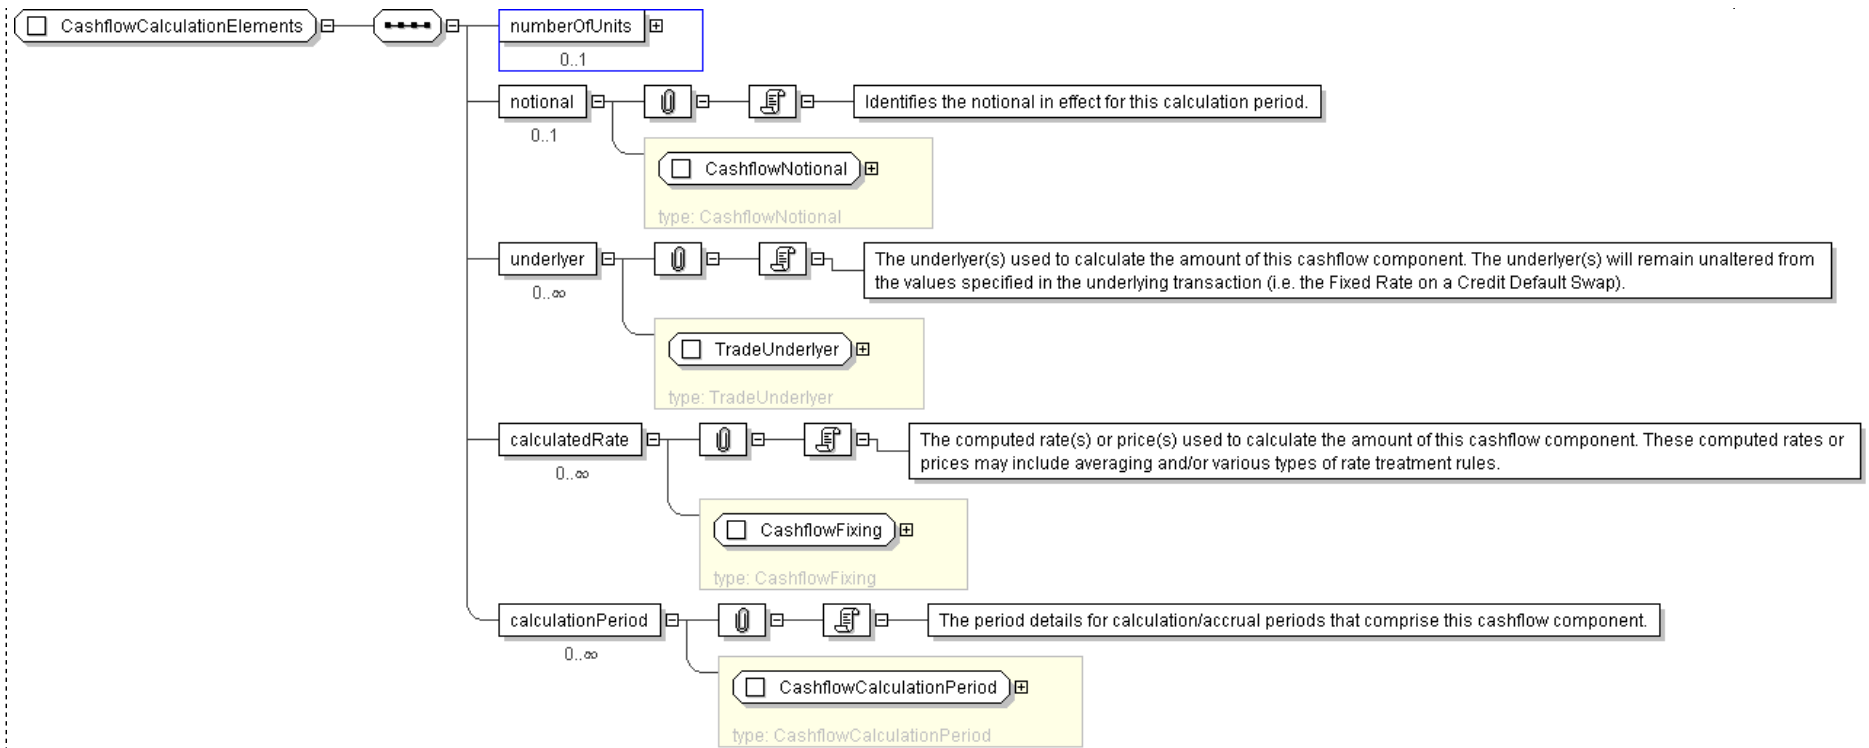 CashflowCalculationElements
numberOfUnits
0..1
notional
Identifies the notional in effect for this calculation period.
0..1
CashflowNotional
type: CashflowNotional
underlyer
The underlyer(s) used to calculate the amount of this cashflow component. The underlyer(s) will remain unaltered from
the values specified in the underlying transaction (i.e. the Fixed Rate on a Credit Default Swap).
0..∞
TradeUnderlyer
type: TradeUnderlyer
calculatedRate
The computed rate(s) or price(s) used to calculate the amount of this cashflow component. These computed rates or
prices may include averaging and/or various types of rate treatment rules.
0..∞
CashflowFixing
type: CashflowFixing
calculationPeriod
The period details for calculation/accrual periods that comprise this cashflow component.
0..∞
CashflowCalculationPeriod
type: CashflowCalculationPeriod